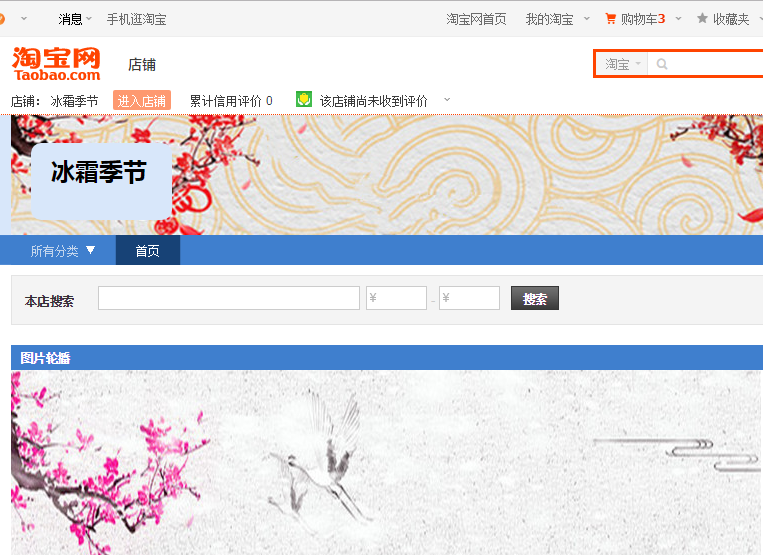 消息 手机逛淘宝 淘宝网首页 我的淘宝 购物车3 收藏夹
淘宝网
Taobao.com
店铺
淘宝
店铺： 冰霜季节 进入店铺 累计信用评价 0 该店铺尚未收到评价
冰霜季节
所有分类 首页
本店搜索 ¥ - ¥ 搜索
图片轮播